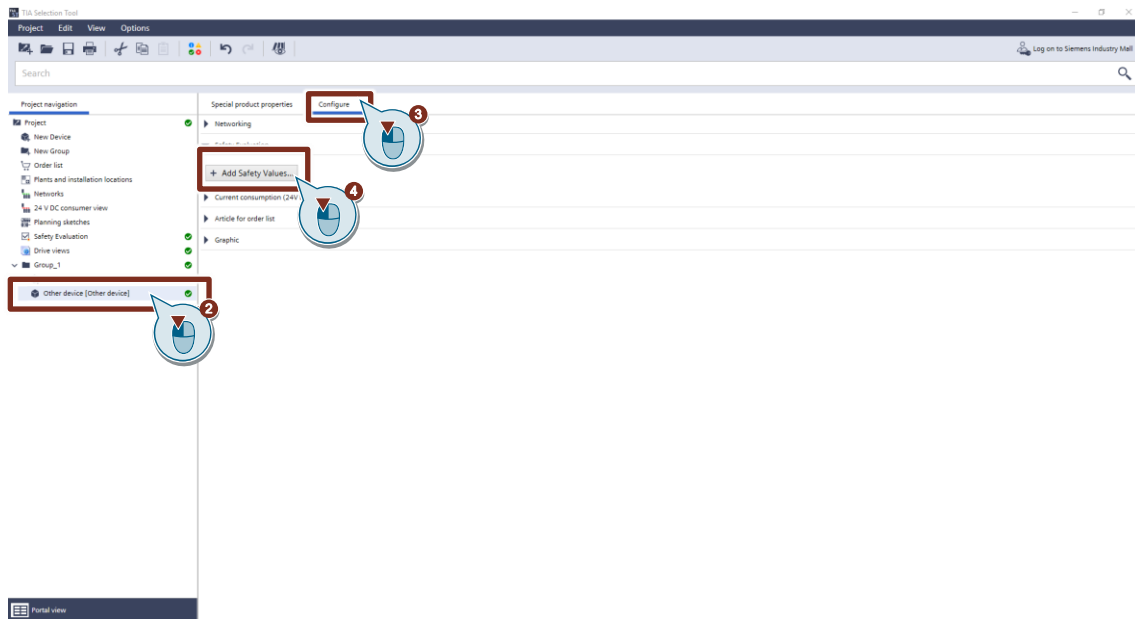 TIA Selection Tool
Project Edit View Options
Log on to Siemens Industry Mall
Search
Project navigation
Special product properties Configure
3
Project
Networking
New Device
Safety Evaluation
New Group
Order list
+ Add Safety Values...
Plants and installation locations
4
Networks
Current consumption (24V
24 V DC consumer view
Planning sketches
Article for order list
Safety Evaluation
Graphic
Drive views
Group_1
Other device [Other device]
2
Portal view